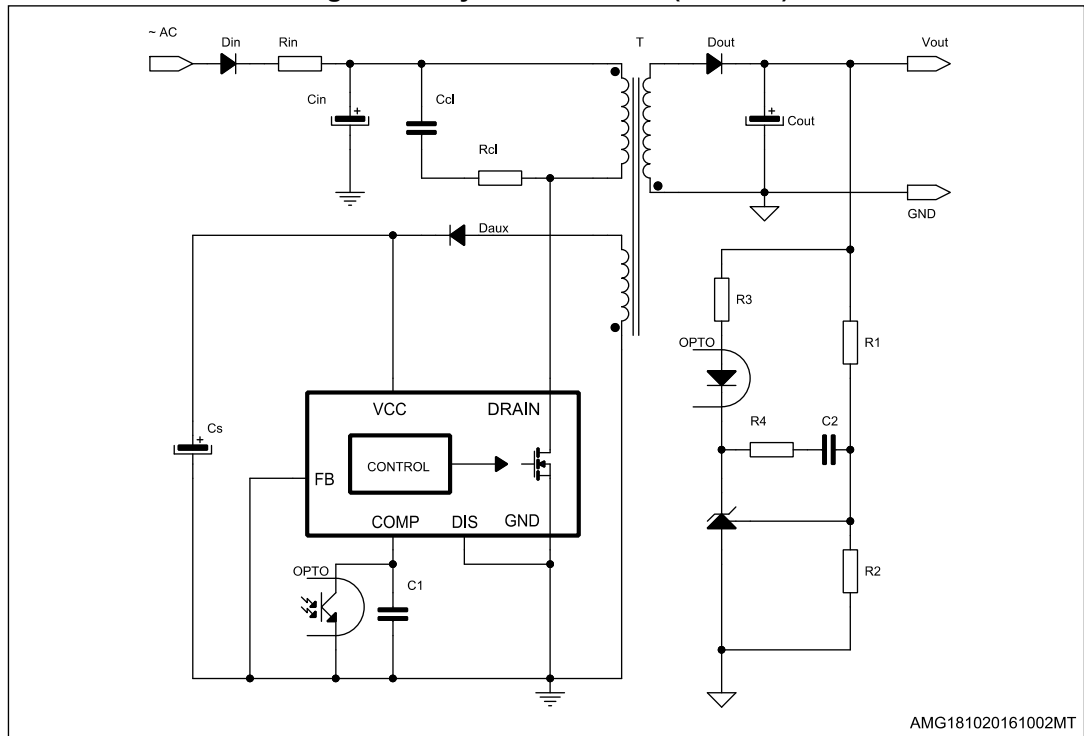 ~ AC
Din
Rin
T
Dout
Vout
Cin
+
Ccl
+
Cout
Rcl
GND
Daux
R3
OPTO
R1
VCC
DRAIN
Cs
+
R4
C2
CONTROL
FB
COMP
DIS
GND
OPTO
C1
R2
AMG181020161002MT